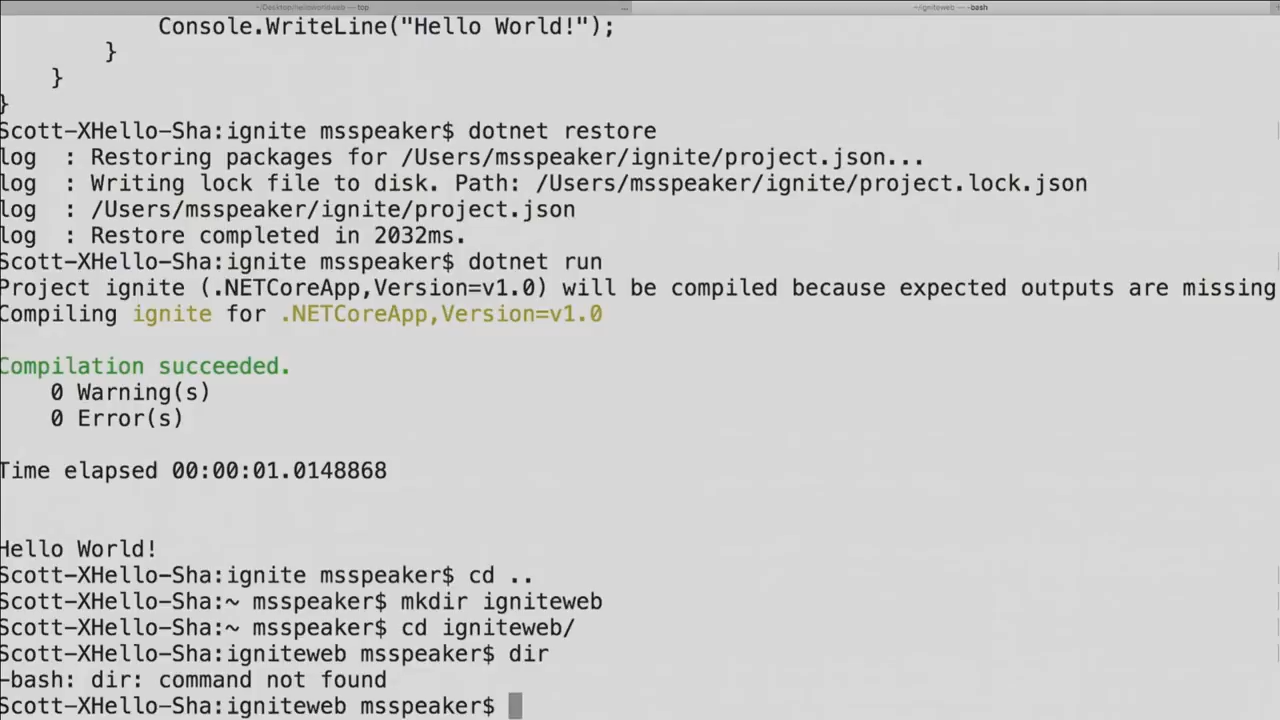 ~/Desktop/helloworldweb — top
... ~/igniteweb — -bash
Console.WriteLine("Hello World!");
}
}
}
Scott-XHello-Sha:ignite msspeaker$ dotnet restore
log : Restoring packages for /Users/msspeaker/ignite/project.json...
log : Writing lock file to disk. Path: /Users/msspeaker/ignite/project.lock.json
log : /Users/msspeaker/ignite/project.json
log : Restore completed in 2032ms.
Scott-XHello-Sha:ignite msspeaker$ dotnet run
Project ignite (.NETCoreApp,Version=v1.0) will be compiled because expected outputs are missing
Compiling ignite for .NETCoreApp,Version=v1.0
Compilation succeeded.
0 Warning(s)
0 Error(s)
Time elapsed 00:00:01.0148868
Hello World!
Scott-XHello-Sha:ignite msspeaker$ cd ..
Scott-XHello-Sha:~ msspeaker$ mkdir igniteweb
Scott-XHello-Sha:~ msspeaker$ cd igniteweb/
Scott-XHello-Sha:igniteweb msspeaker$ dir
-bash: dir: command not found
Scott-XHello-Sha:igniteweb msspeaker$